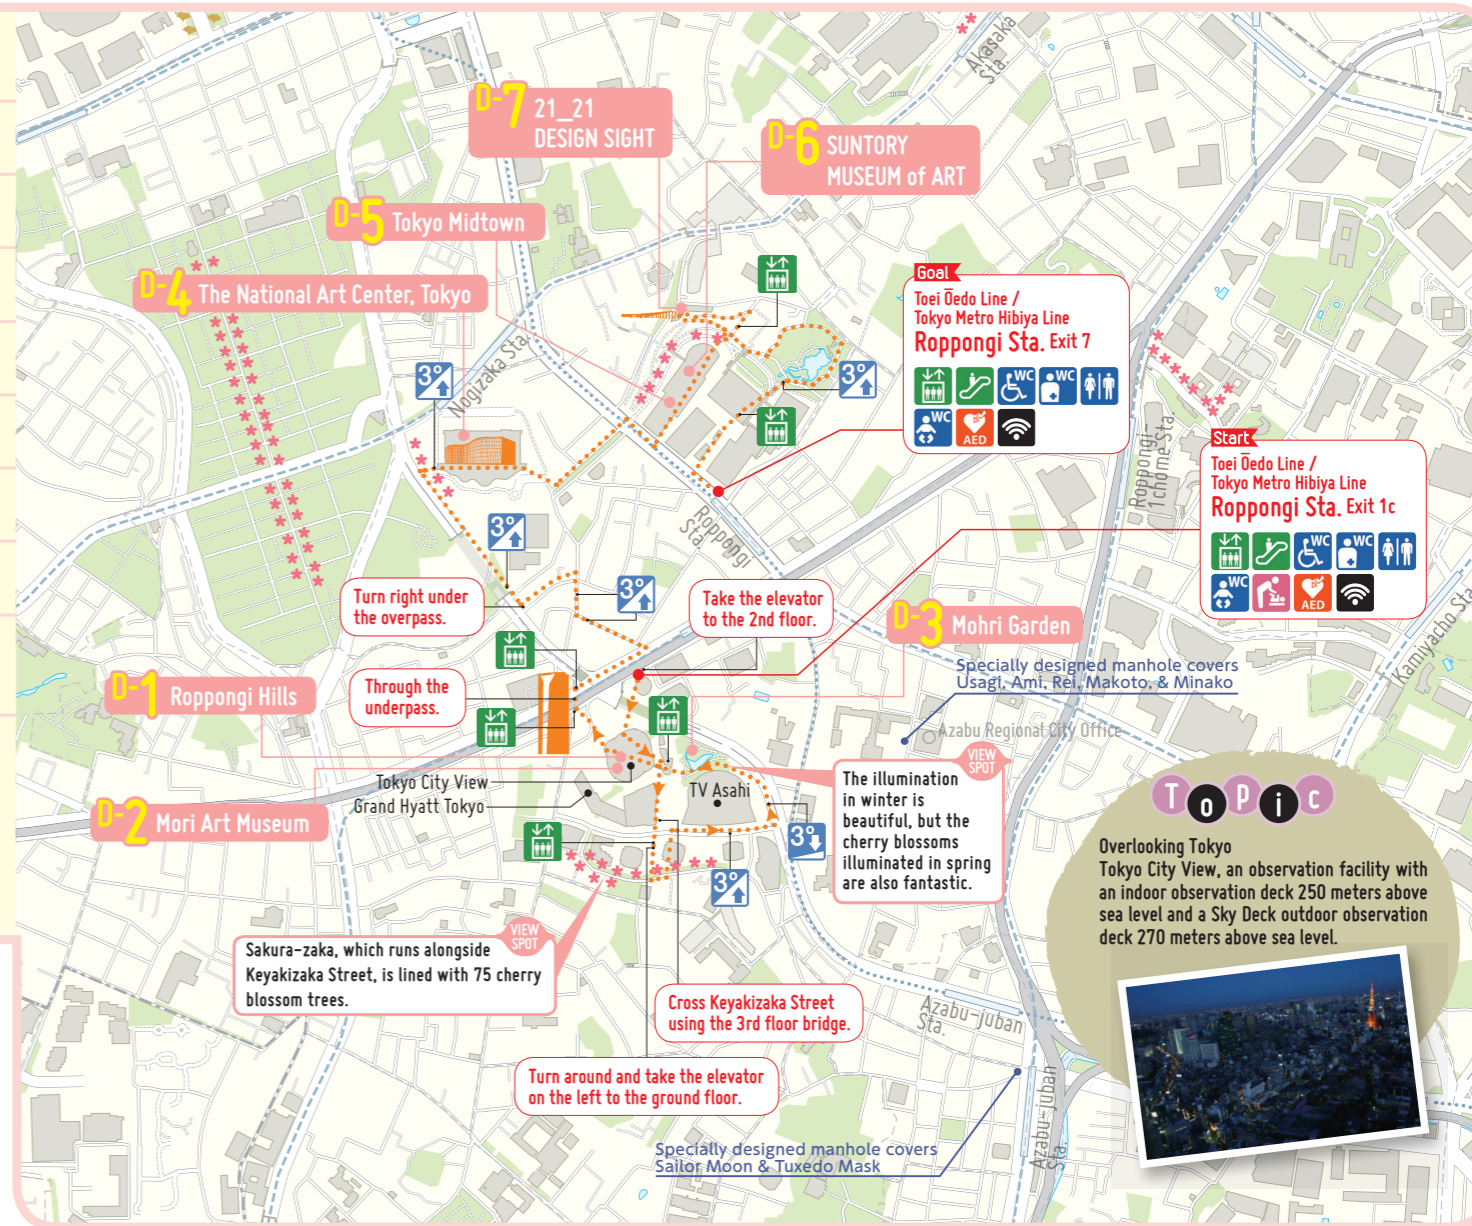 Akasaka
Sta.
D-7 21_21
DESIGN SIGHT
D-6 SUNTORY
MUSEUM of ART
D-5 Tokyo Midtown
D-4 The National Art Center, Tokyo
Goal
Toei Ōedo Line /
Tokyo Metro Hibiya Line
Roppongi Sta. Exit 7
WC
WC
WC
AED
Nogizaka Sta.
3°
3°
Start
Toei Ōedo Line /
Tokyo Metro Hibiya Line
Roppongi Sta. Exit 1c
WC
WC
WC
AED
Roppongi-
1chome Sta.
Roppongi
Sta.
3°
3°
Turn right under
the overpass.
Take the elevator
to the 2nd floor.
D-3 Mohri Garden
Kamiyacho Sta.
Specially designed manhole covers
Usagi, Ami, Rei, Makoto, & Minako
D-1 Roppongi Hills
Through the
underpass.
Azabu Regional City Office
VIEW
SPOT
The illumination
in winter is
beautiful, but the
cherry blossoms
illuminated in spring
are also fantastic.
Tokyo City View
Grand Hyatt Tokyo
TV Asahi
D-2 Mori Art Museum
3°
3°
Topic
Overlooking Tokyo
Tokyo City View, an observation facility with
an indoor observation deck 250 meters above
sea level and a Sky Deck outdoor observation
deck 270 meters above sea level.
VIEW
SPOT
Sakura-zaka, which runs alongside
Keyakizaka Street, is lined with 75 cherry
blossom trees.
Cross Keyakizaka Street
using the 3rd floor bridge.
Azabu-juban
Sta.
Turn around and take the elevator
on the left to the ground floor.
Azabu-juban
Sta.
Specially designed manhole covers
Sailor Moon & Tuxedo Mask